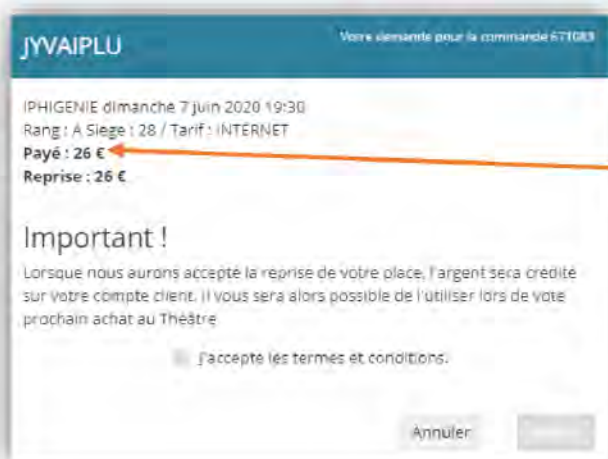 JYVAIPLU
Votre demande pour la commande 671083
IPHIGENIE dimanche 7 juin 2020 19:30
Rang : A Siege : 28 / Tarif : INTERNET
Payé : 26 €
Reprise : 26 €
Important !
Lorsque nous aurons accepté la reprise de votre place, l'argent sera crédité
sur votre compte client. Il vous sera alors possible de l'utiliser lors de vote
prochain achat au Théâtre
J'accepte les termes et conditions.
Annuler